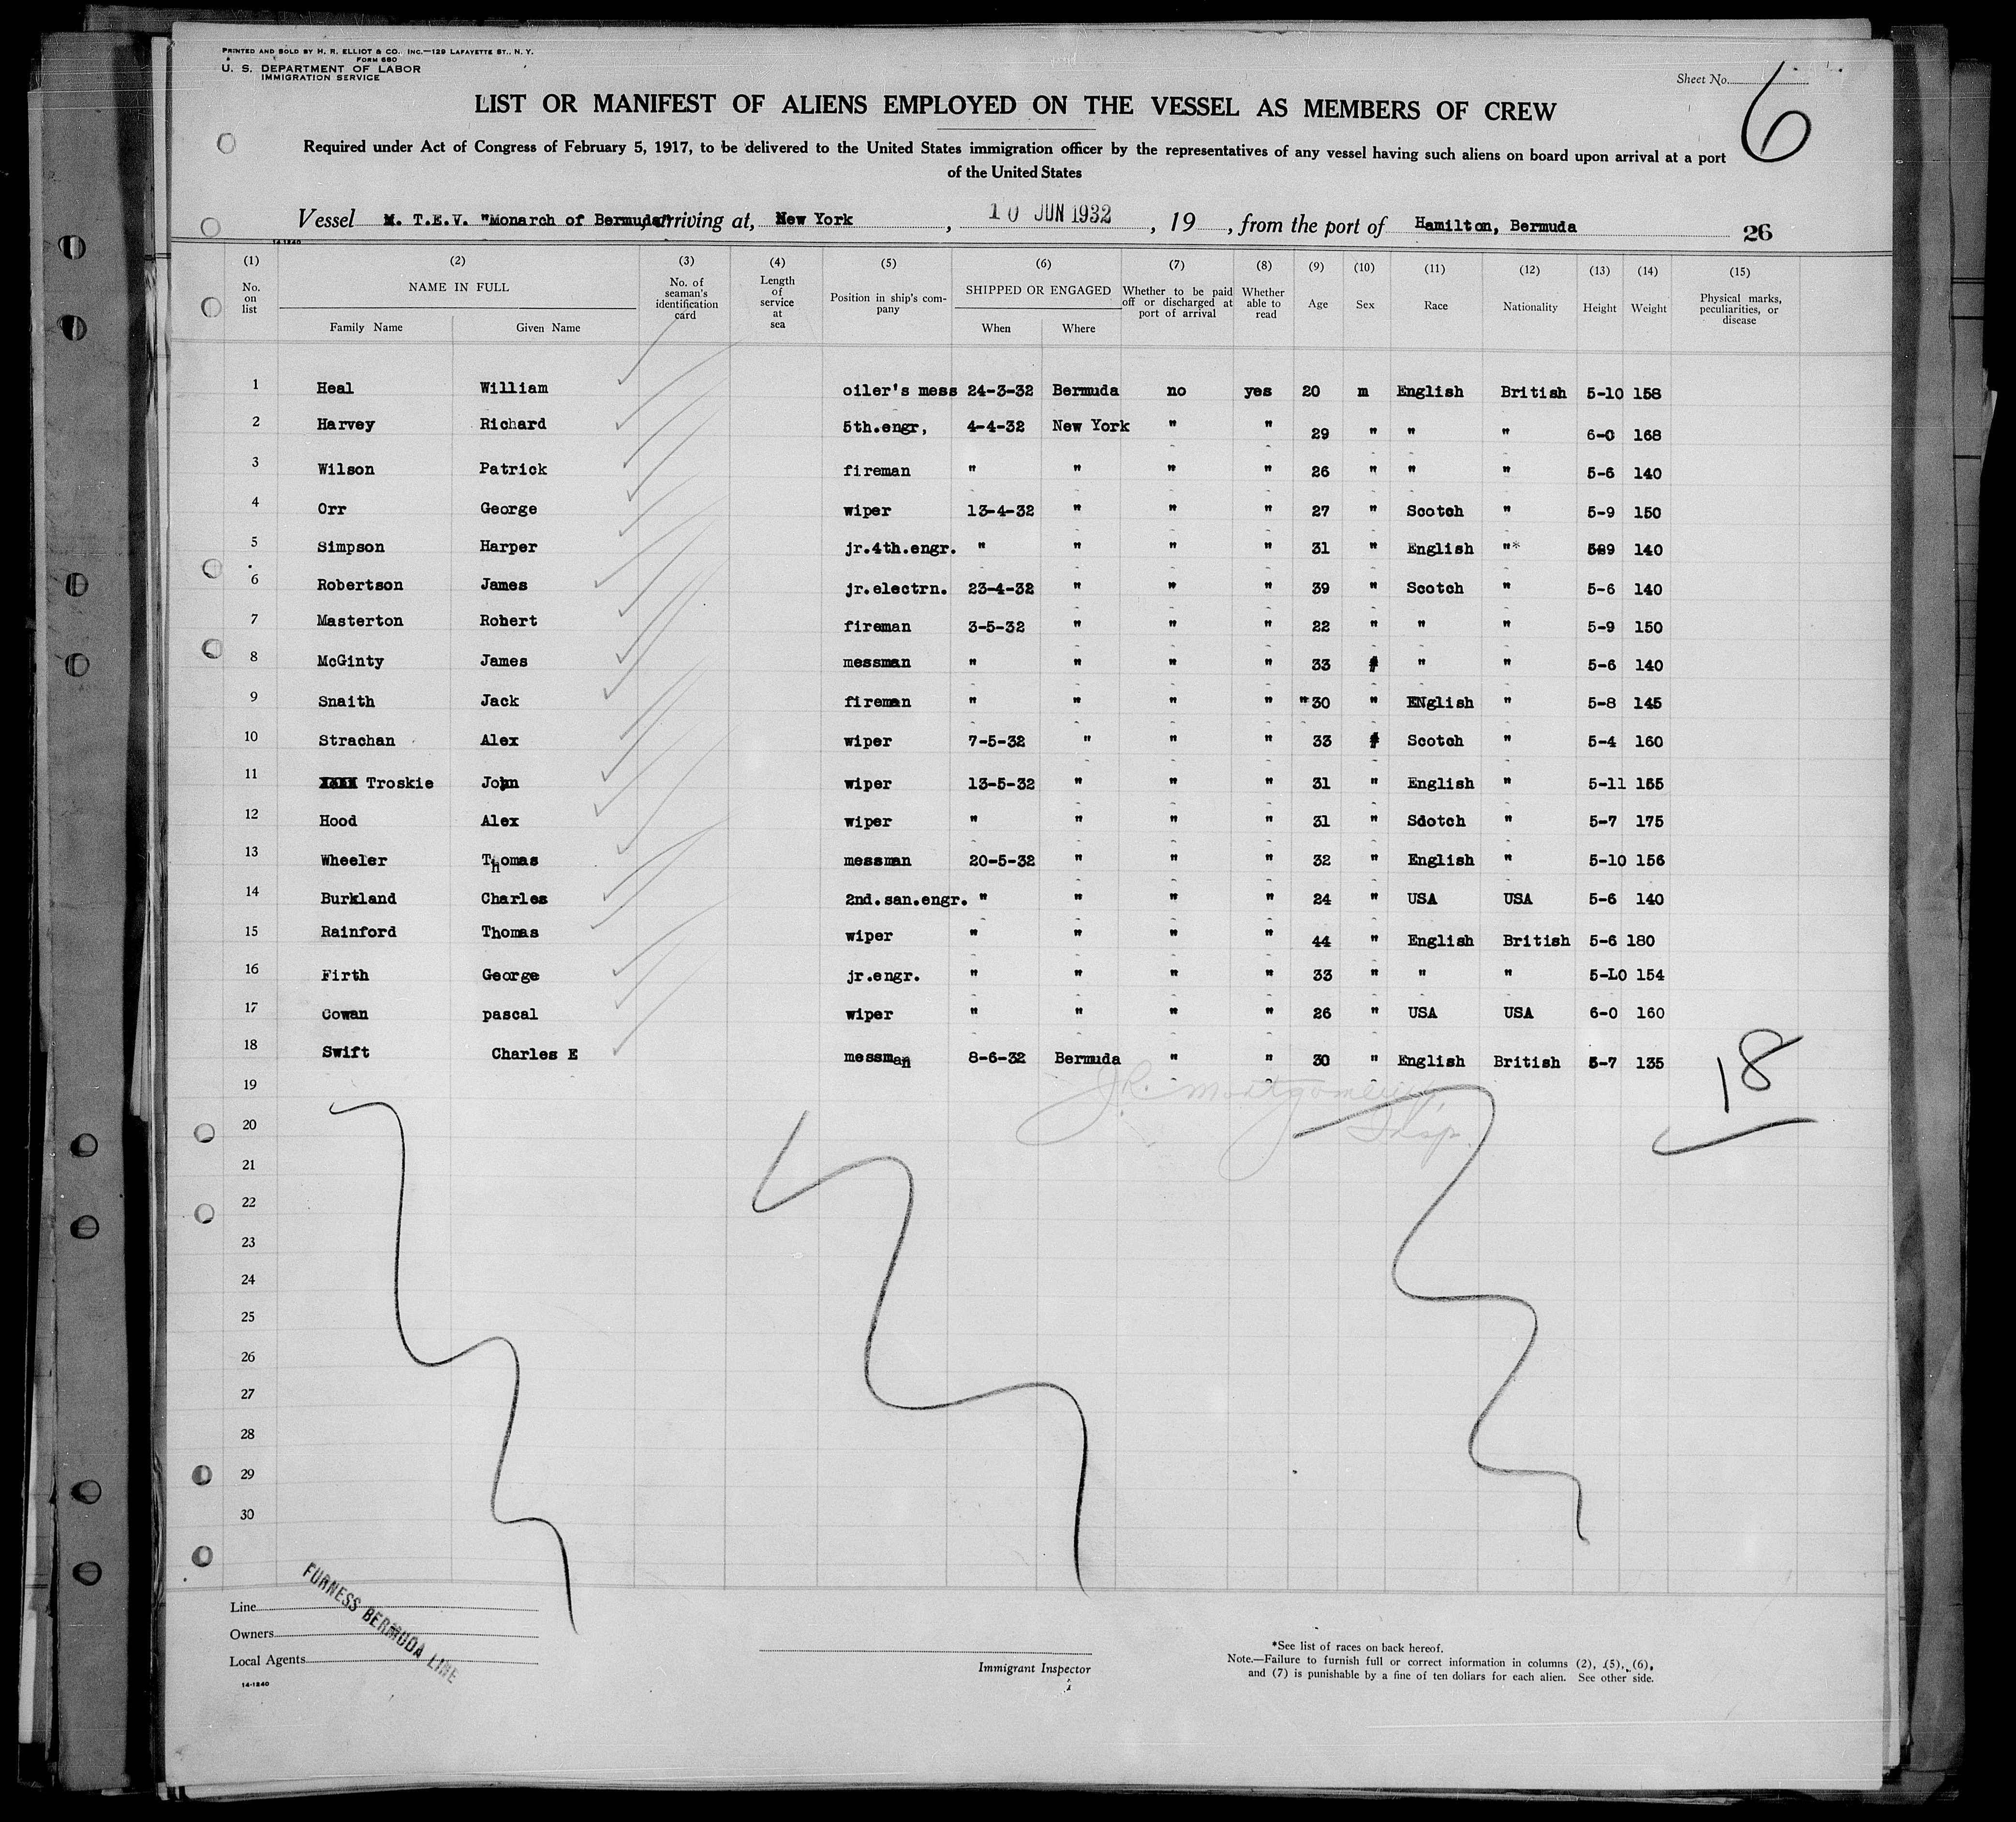 PRINTED AND SOLD BY H. R. ELLIOT & CO. INC.—129 LAFAYETTE ST., N. Y.
FORM 680
U. S. DEPARTMENT OF LABOR
IMMIGRATION SERVICE
Sheet No. 6
LIST OR MANIFEST OF ALIENS EMPLOYED ON THE VESSEL AS MEMBERS OF CREW
Required under Act of Congress of February 5, 1917, to be delivered to the United States immigration officer by the representatives of any vessel having such aliens on board upon arrival at a port
of the United States
Vessel M. T.E.V. "Monarch of Bermuda" arriving at, New York, 10 JUN 1932, 19 , from the port of Hamilton, Bermuda 26
14-1240
(1) (2) (3) (4) (5) (6) (7) (8) (9) (10) (11) (12) (13) (14) (15)
No. on list NAME IN FULL Family Name Given Name No. of seaman's identification card Length of service at sea Position in ship's company SHIPPED OR ENGAGED When Where Whether to be paid off or discharged at port of arrival Whether able to read Age Sex Race Nationality Height Weight Physical marks, peculiarities, or disease
1 Heal William oiler's mess 24-3-32 Bermuda no yes 20 m English British 5-10 158
2 Harvey Richard 5th.engr, 4-4-32 New York " " 29 " " " 6-0 168
3 Wilson Patrick fireman " " " " 26 " " " 5-6 140
4 Orr George wiper 13-4-32 " " " 27 " Scotch " 5-9 150
5 Simpson Harper jr.4th.engr. " " " " 31 " English "* 5-9 140
6 Robertson James jr.electrn. 23-4-32 " " " 39 " Scotch " 5-6 140
7 Masterton Robert fireman 3-5-32 " " " 22 " " " 5-9 150
8 McGinty James messman " " " " 33 " " " 5-6 140
9 Snaith Jack fireman " " " " "30 " ENglish " 5-8 145
10 Strachan Alex wiper 7-5-32 " " " 33 " Scotch " 5-4 160
11 Troskie John wiper 13-5-32 " " " 31 " English " 5-11 155
12 Hood Alex wiper " " " " 31 " Sdotch " 5-7 175
13 Wheeler Thomas messman 20-5-32 " " " 32 " English " 5-10 156
14 Burkland Charles 2nd.san.engr. " " " " 24 " USA USA 5-6 140
15 Rainford Thomas wiper " " " " 44 " English British 5-6 180
16 Firth George jr.engr. " " " " 33 " " " 5-L0 154
17 Cowan pascal wiper " " " " 26 " USA USA 6-0 160
18 Swift Charles E messman 8-6-32 Bermuda " " 30 " English British 5-7 135
18
19
J.R. Montgomery,
20
Insp.
21
22
23
24
25
26
27
28
29
30
FURNESS BERMUDA LINE
Line
Owners
Local Agents
14-1240
Immigrant Inspector
*See list of races on back hereof.
Note.—Failure to furnish full or correct information in columns (2), (5), (6),
and (7) is punishable by a fine of ten dollars for each alien. See other side.